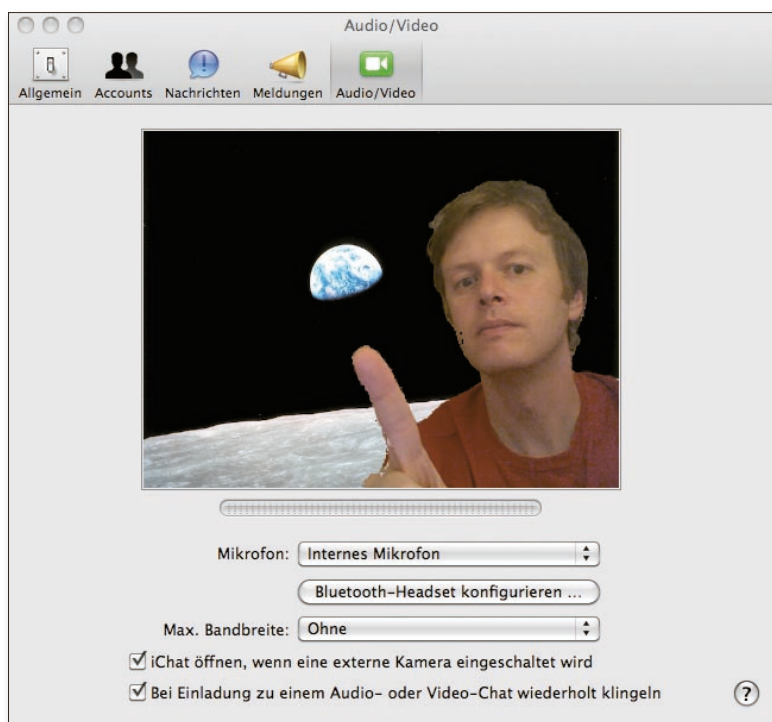 Audio/Video
Allgemein Accounts Nachrichten Meldungen Audio/Video
Mikrofon: Internes Mikrofon
Bluetooth-Headset konfigurieren ...
Max. Bandbreite: Ohne
iChat öffnen, wenn eine externe Kamera eingeschaltet wird
Bei Einladung zu einem Audio- oder Video-Chat wiederholt klingeln ?